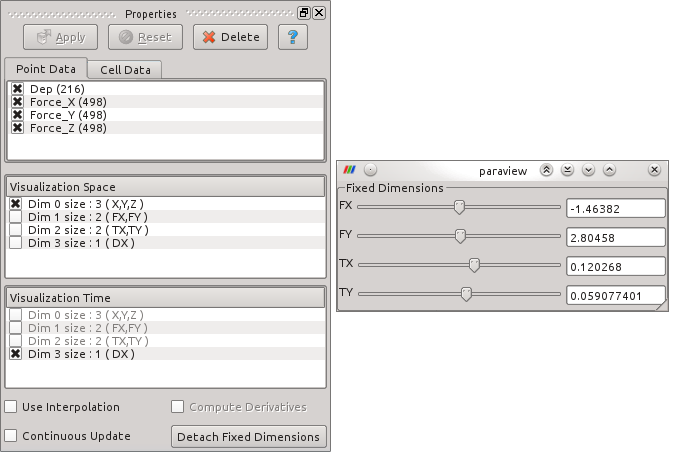 Properties
Apply
Reset
Delete
?
Point Data
Cell Data
Dep (216)
Force_X (498)
Force_Y (498)
Force_Z (498)
Visualization Space
Dim 0 size : 3 ( X,Y,Z )
Dim 1 size : 2 ( FX,FY )
Dim 2 size : 2 ( TX,TY )
Dim 3 size : 1 ( DX )
Visualization Time
Dim 0 size : 3 ( X,Y,Z )
Dim 1 size : 2 ( FX,FY )
Dim 2 size : 2 ( TX,TY )
Dim 3 size : 1 ( DX )
Use Interpolation
Compute Derivatives
Continuous Update
Detach Fixed Dimensions
paraview
Fixed Dimensions
FX -1.46382
FY 2.80458
TX 0.120268
TY 0.059077401